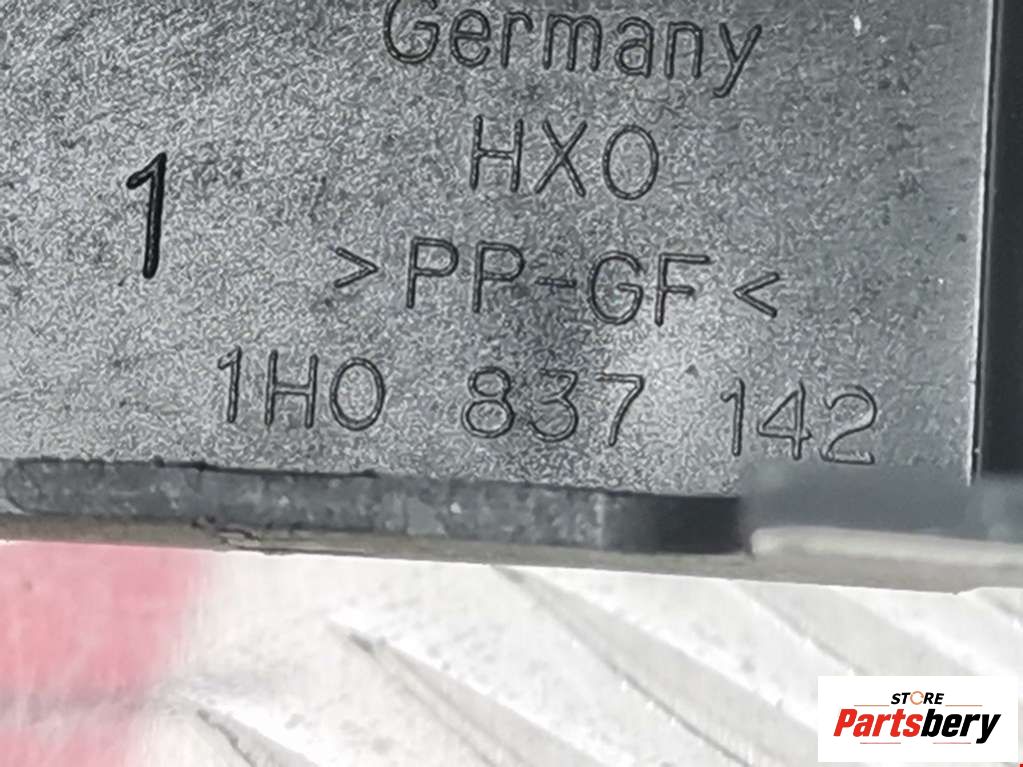 Germany
HXO
1
>PP-GF<
1H0 837 142
STORE
Partsbery